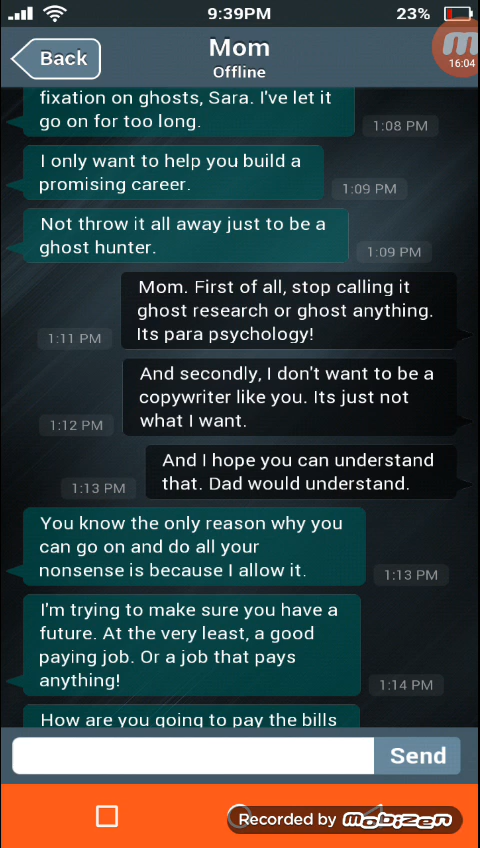 9:39PM
23%
Back
Mom
Offline
m
16:04
fixation on ghosts, Sara. I've let it
go on for too long.
1:08 PM
I only want to help you build a
promising career.
1:09 PM
Not throw it all away just to be a
ghost hunter.
1:09 PM
Mom. First of all, stop calling it
ghost research or ghost anything.
Its para psychology!
1:11 PM
And secondly, I don't want to be a
copywriter like you. Its just not
what I want.
1:12 PM
And I hope you can understand
that. Dad would understand.
1:13 PM
You know the only reason why you
can go on and do all your
nonsense is because I allow it.
1:13 PM
I'm trying to make sure you have a
future. At the very least, a good
paying job. Or a job that pays
anything!
1:14 PM
How are you going to pay the bills
Send
Recorded by mobizen